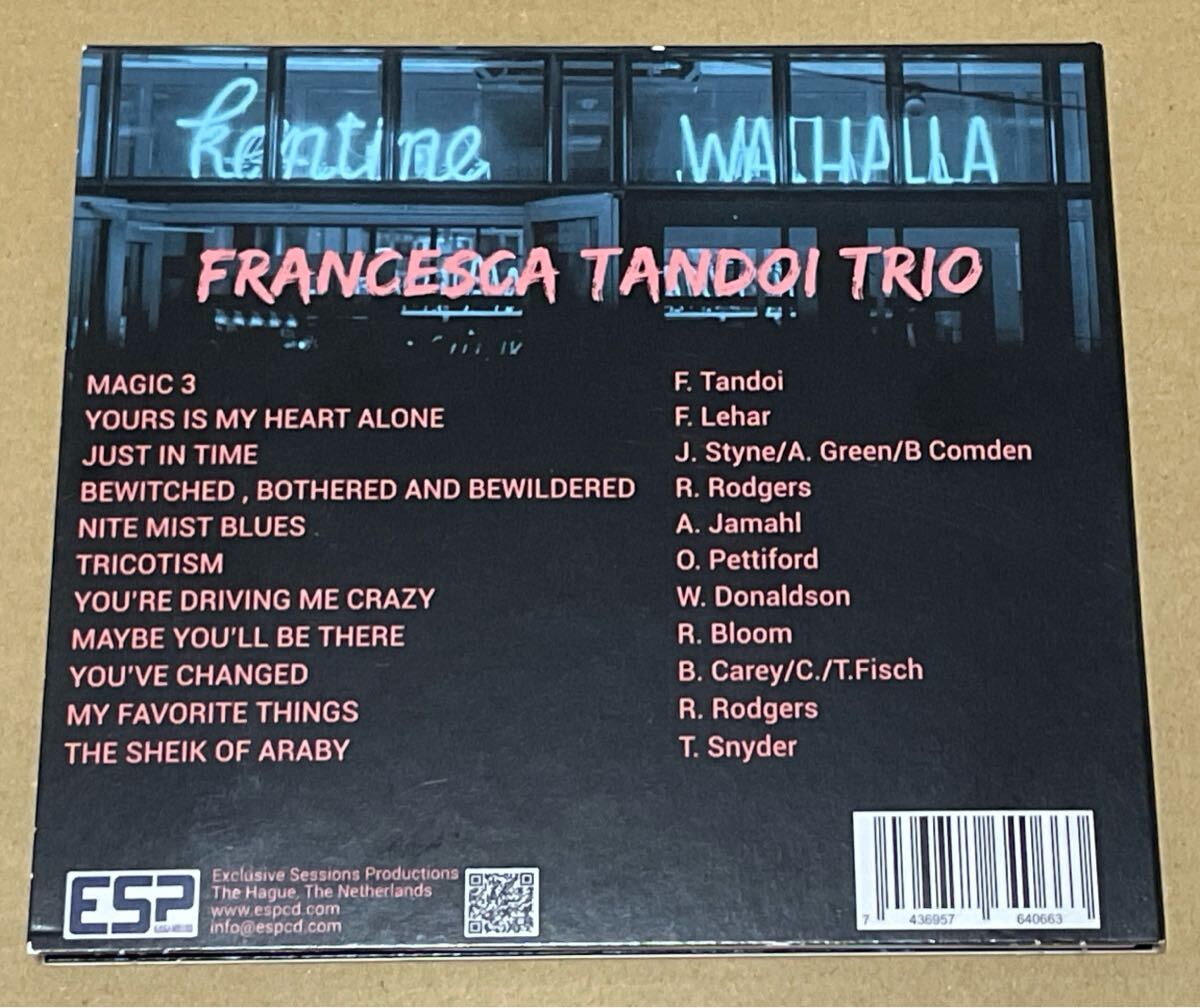 kantine WALHALLA
FRANCESCA TANDOI TRIO
MAGIC 3 F. Tandoi
YOURS IS MY HEART ALONE F. Lehar
JUST IN TIME J. Styne/A. Green/B Comden
BEWITCHED , BOTHERED AND BEWILDERED R. Rodgers
NITE MIST BLUES A. Jamahl
TRICOTISM O. Pettiford
YOU'RE DRIVING ME CRAZY W. Donaldson
MAYBE YOU'LL BE THERE R. Bloom
YOU'VE CHANGED B. Carey/C./T.Fisch
MY FAVORITE THINGS R. Rodgers
THE SHEIK OF ARABY T. Snyder
ESP
Exclusive Sessions Productions
The Hague, The Netherlands
www.espcd.com
info@espcd.com
7 436957 640663